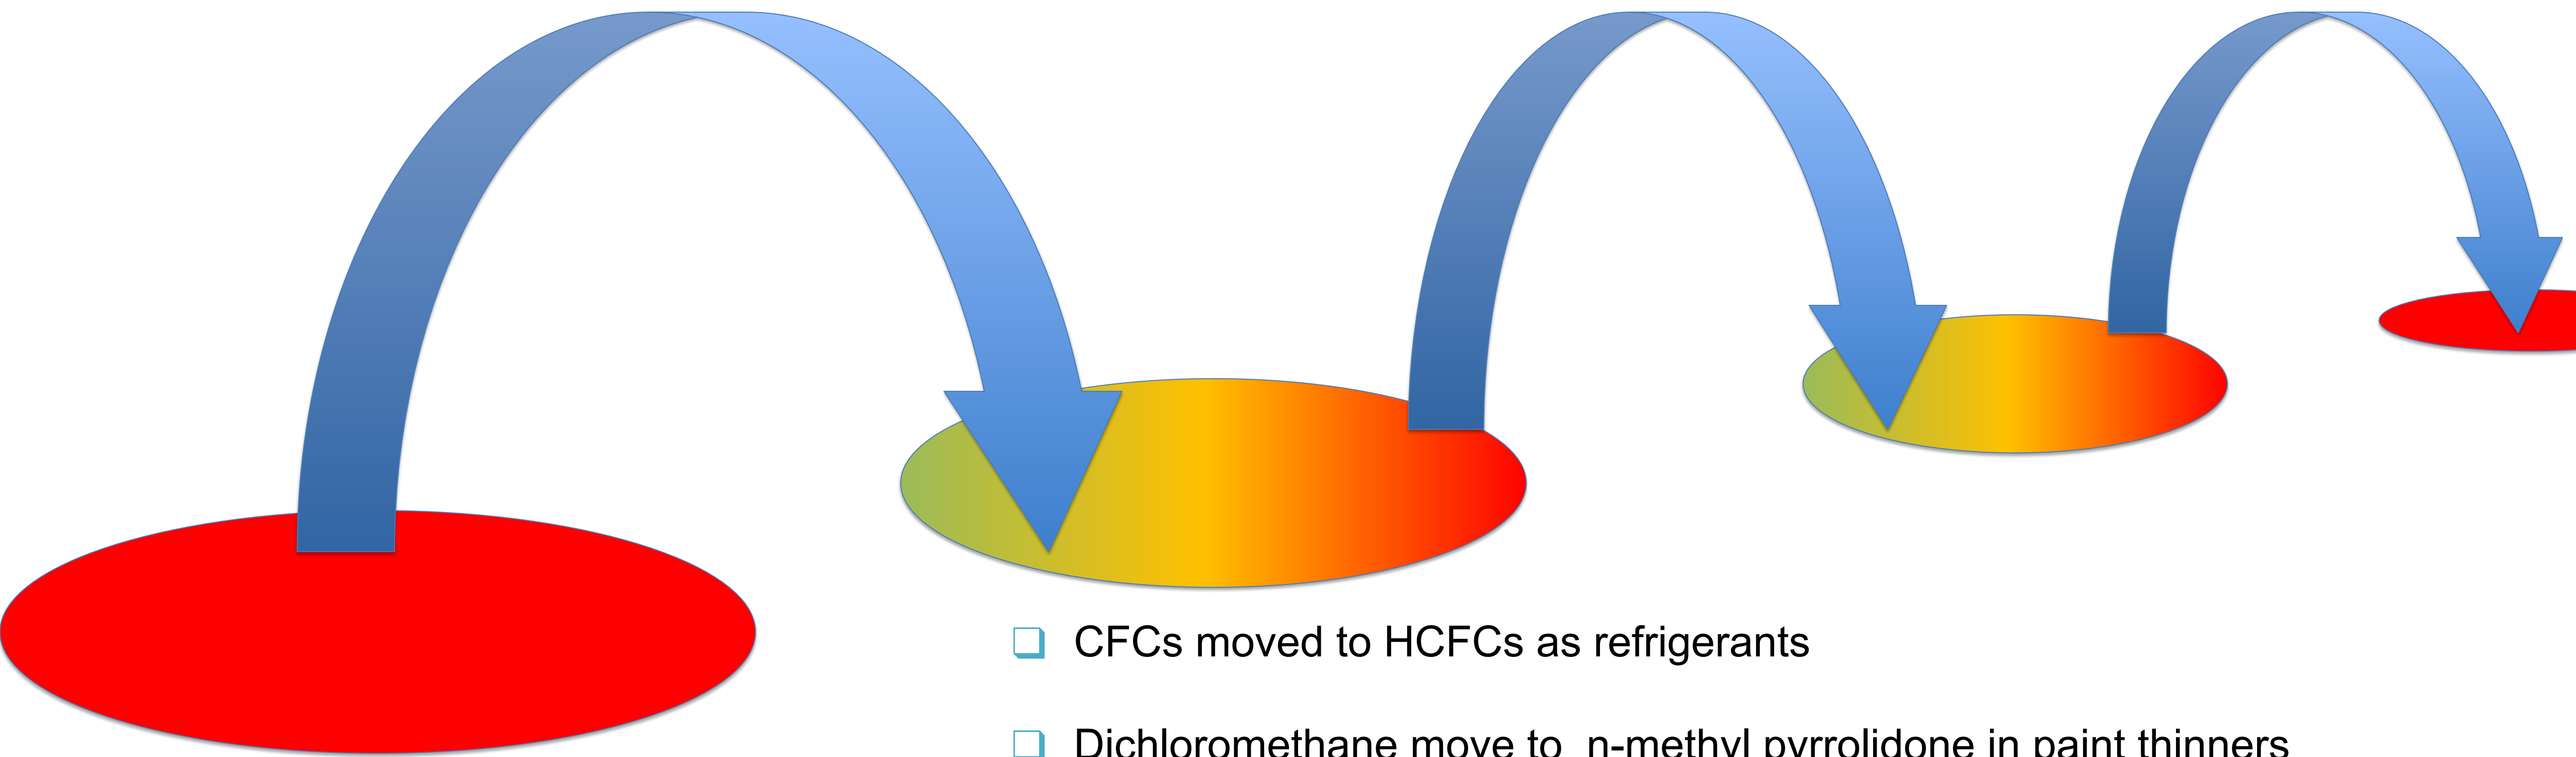 CFCs moved to HCFCs as refrigerants
Dichloromethane move to  n-methyl pyrrolidone in paint thinners